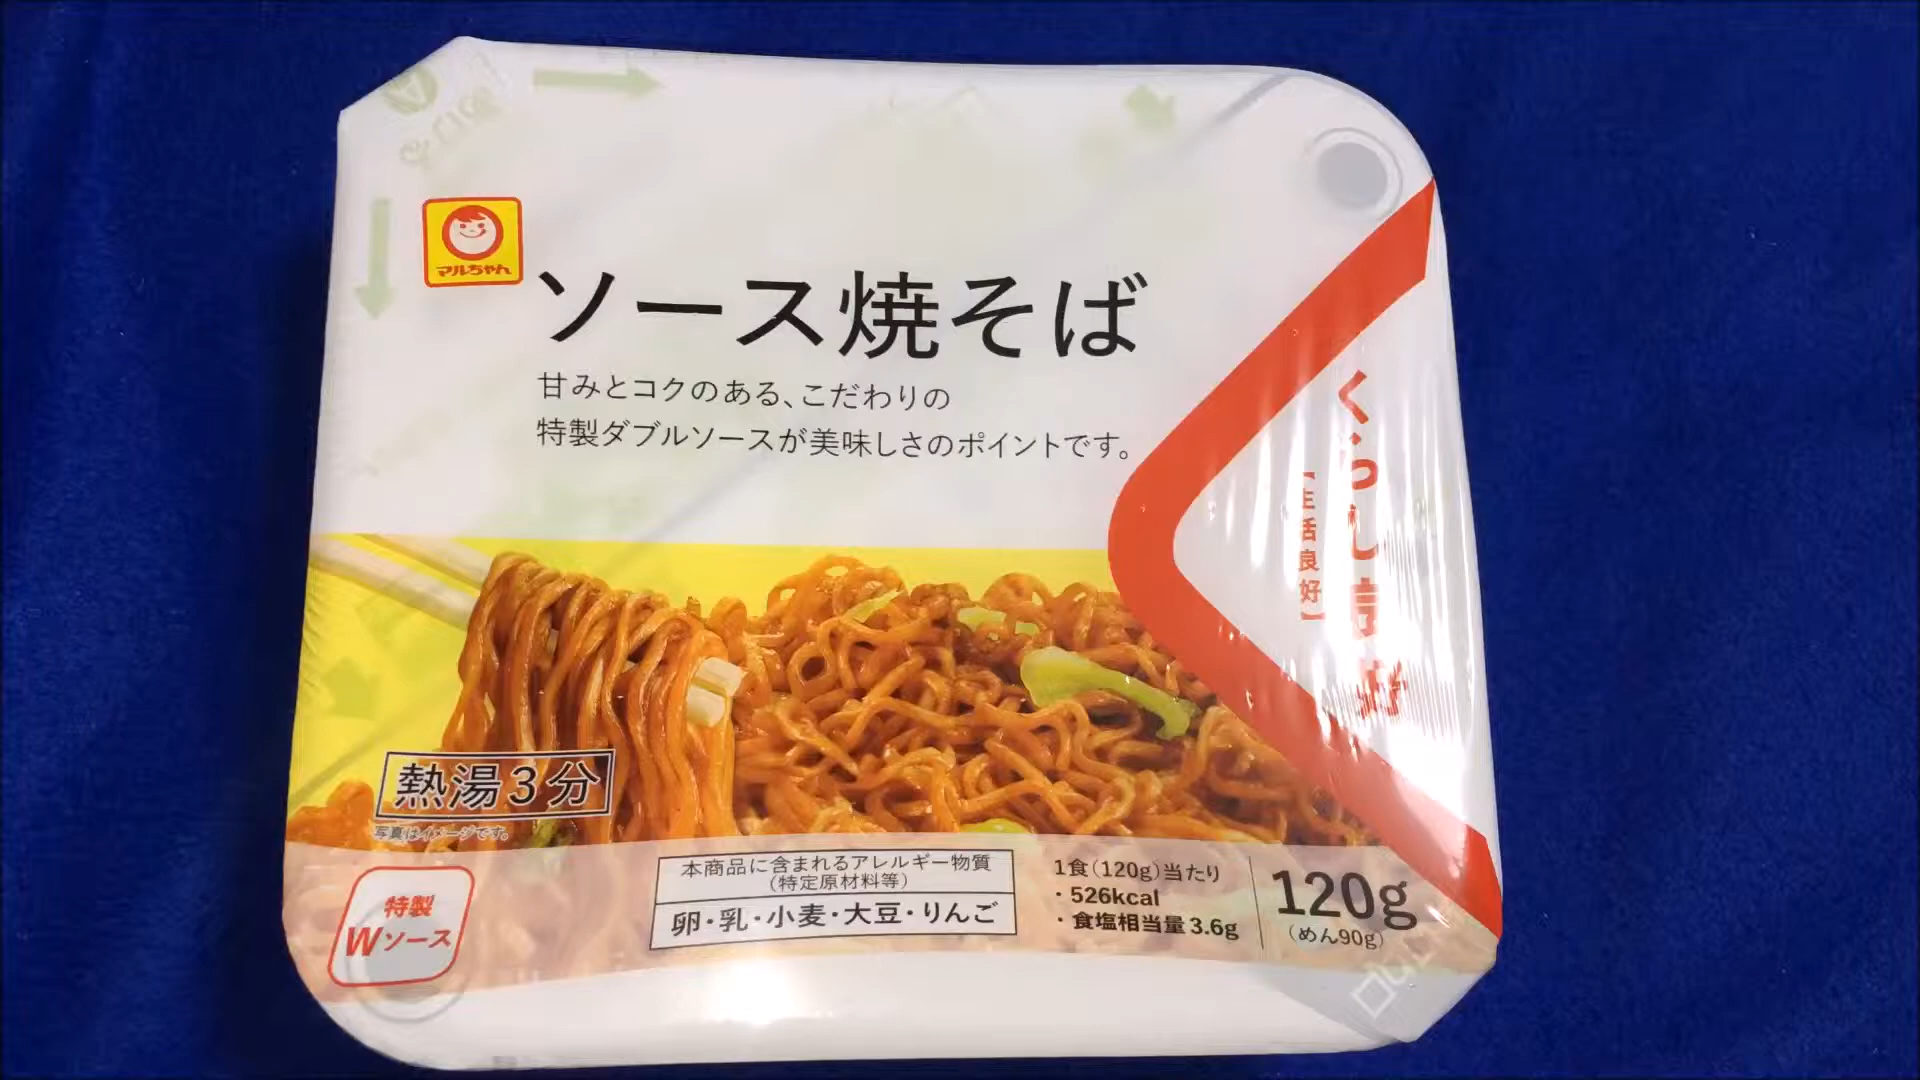 マルちゃん
ソース焼そば
甘みとコクのある、こだわりの
特製ダブルソースが美味しさのポイントです。
くらし良好
【生活良好】
熱湯3分
写真はイメージです。
特製
Wソース
本商品に含まれるアレルギー物質
(特定原材料等)
卵・乳・小麦・大豆・りんご
1食(120g)当たり
・526kcal
・食塩相当量3.6g
120g
(めん90g)